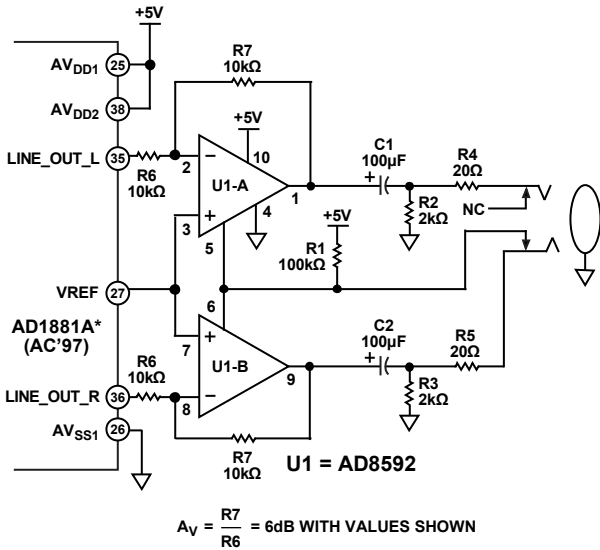 +5V
AVDD1
25
AVDD2
38
LINE_OUT_L
35
R6
10kΩ
R7
10kΩ
+5V
10
2
U1-A
1
4
3
5
C1
100µF
+
R4
20Ω
R2
2kΩ
NC
+5V
R1
100kΩ
VREF
27
AD1881A*
(AC'97)
6
7
U1-B
9
8
C2
100µF
+
R5
20Ω
R3
2kΩ
R6
10kΩ
LINE_OUT_R
36
AVSS1
26
R7
10kΩ
U1 = AD8592
AV = R7/R6 = 6dB WITH VALUES SHOWN